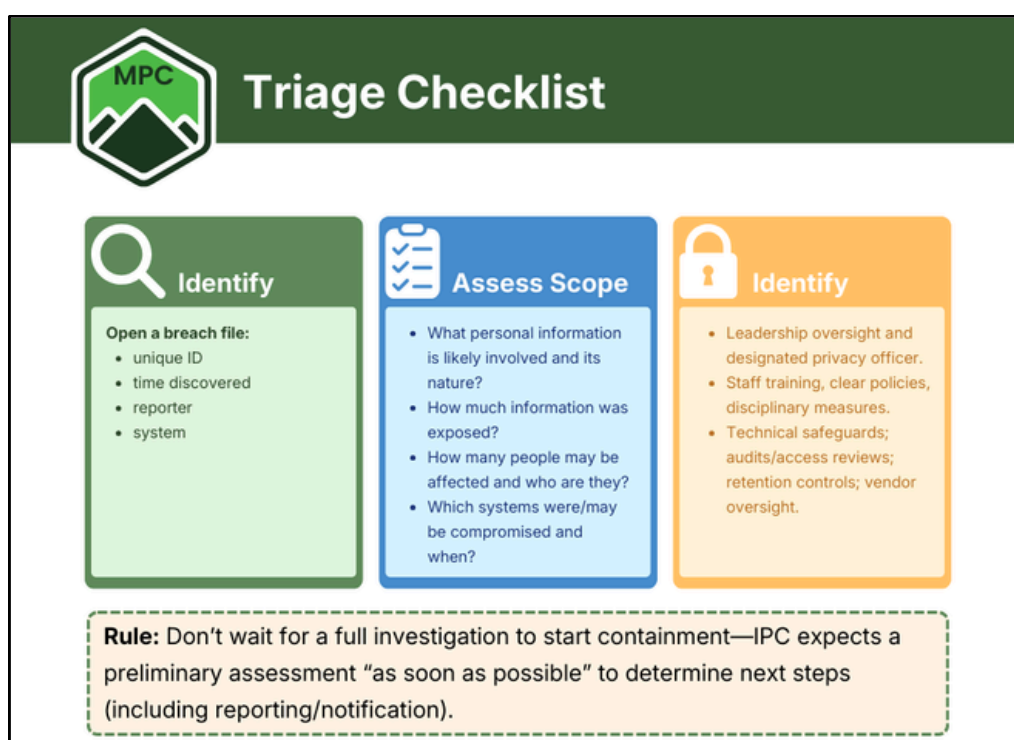 MPC
Triage Checklist
Identify
Open a breach file:
• unique ID
• time discovered
• reporter
• system
Assess Scope
• What personal information
is likely involved and its
nature?
• How much information was
exposed?
• How many people may be
affected and who are they?
• Which systems were/may
be compromised and
when?
Identify
• Leadership oversight and
designated privacy officer.
• Staff training, clear policies,
disciplinary measures.
• Technical safeguards;
audits/access reviews;
retention controls; vendor
oversight.
Rule: Don’t wait for a full investigation to start containment—IPC expects a
preliminary assessment “as soon as possible” to determine next steps
(including reporting/notification).